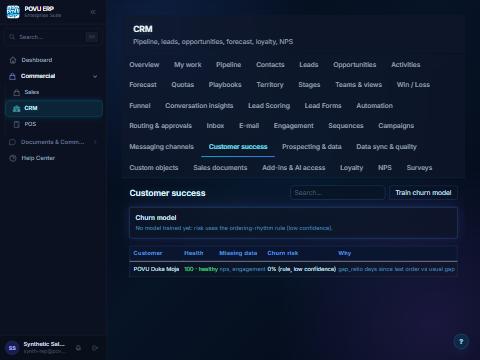 POVU ERP
Enterprise Suite
Search...
Dashboard
Commercial
Sales
CRM
POS
Documents & Comm...
Help Center
Synthetic Sal...
CRM
Pipeline, leads, opportunities, forecast, loyalty, NPS
Overview My work Pipeline Contacts Leads Opportunities Activities
Forecast Quotas Playbooks Territory Stages Teams & views Win / Loss
Funnel Conversation insights Lead Scoring Lead Forms Automation
Routing & approvals Inbox E-mail Engagement Sequences Campaigns
Messaging channels Customer success Prospecting & data Data sync & quality
Custom objects Sales documents Add-ins & AI access Loyalty NPS Surveys
Customer success Search... Train churn model
Churn model
No model trained yet: risk uses the ordering-rhythm rule (low confidence).
Customer Health Missing data Churn risk Why
POVU Duka Moja 100 · healthy nps, engagement 0% (rule, low confidence) gap_ratio days since last order vs usual gap
SS
?